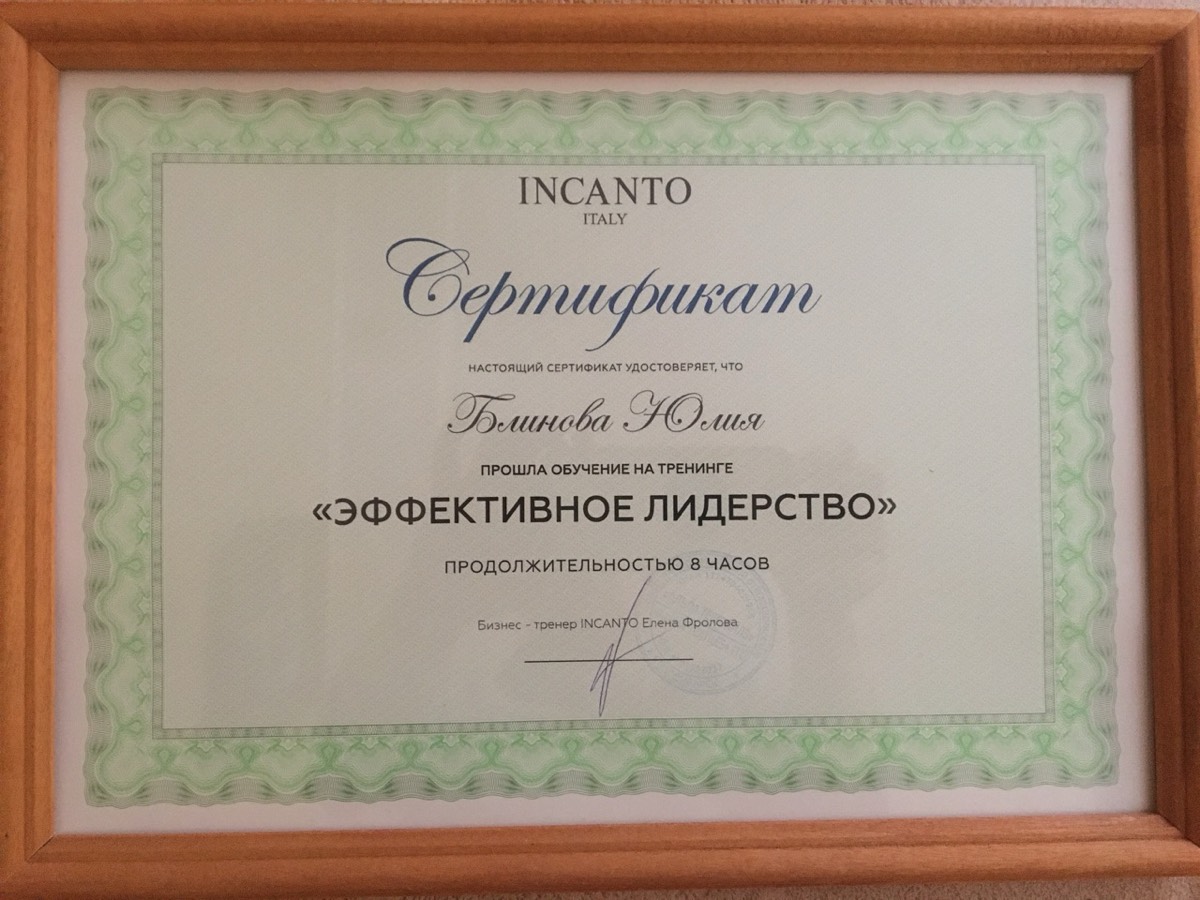 INCANTO
ITALY
Сертификат
НАСТОЯЩИЙ СЕРТИФИКАТ УДОСТОВЕРЯЕТ, ЧТО
Блинова Юлия
ПРОШЛА ОБУЧЕНИЕ НА ТРЕНИНГЕ
«ЭФФЕКТИВНОЕ ЛИДЕРСТВО»
ПРОДОЛЖИТЕЛЬНОСТЬЮ 8 ЧАСОВ
Бизнес - тренер INCANTO Елена Фролова